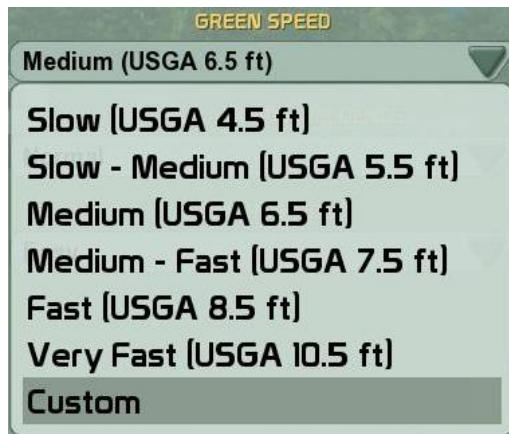 GREEN SPEED
Medium (USGA 6.5 ft)
Slow (USGA 4.5 ft)
Slow - Medium (USGA 5.5 ft)
Medium (USGA 6.5 ft)
Medium - Fast (USGA 7.5 ft)
Fast (USGA 8.5 ft)
Very Fast (USGA 10.5 ft)
Custom